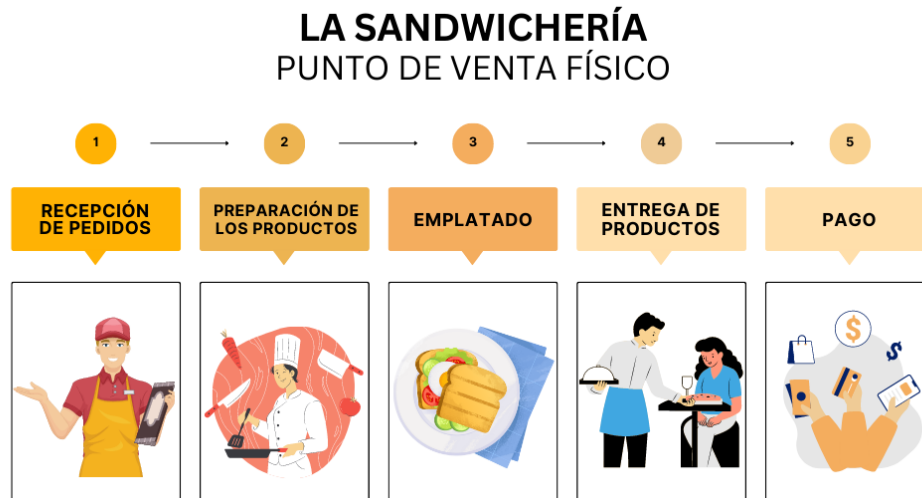 LA SANDWICHERÍA
PUNTO DE VENTA FÍSICO
1
2
3
4
5
RECEPCIÓN
DE PEDIDOS
PREPARACIÓN DE
LOS PRODUCTOS
EMPLATADO
ENTREGA DE
PRODUCTOS
PAGO
$
$